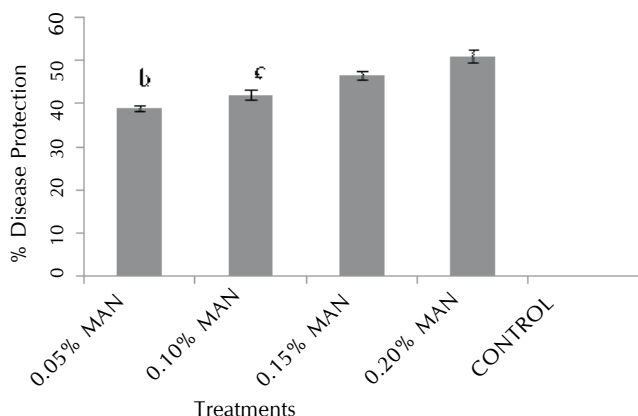 % Disease Protection
60
50
40
30
20
10
0
b
c
0.05% MAN
0.10% MAN
0.15% MAN
0.20% MAN
CONTROL
Treatments